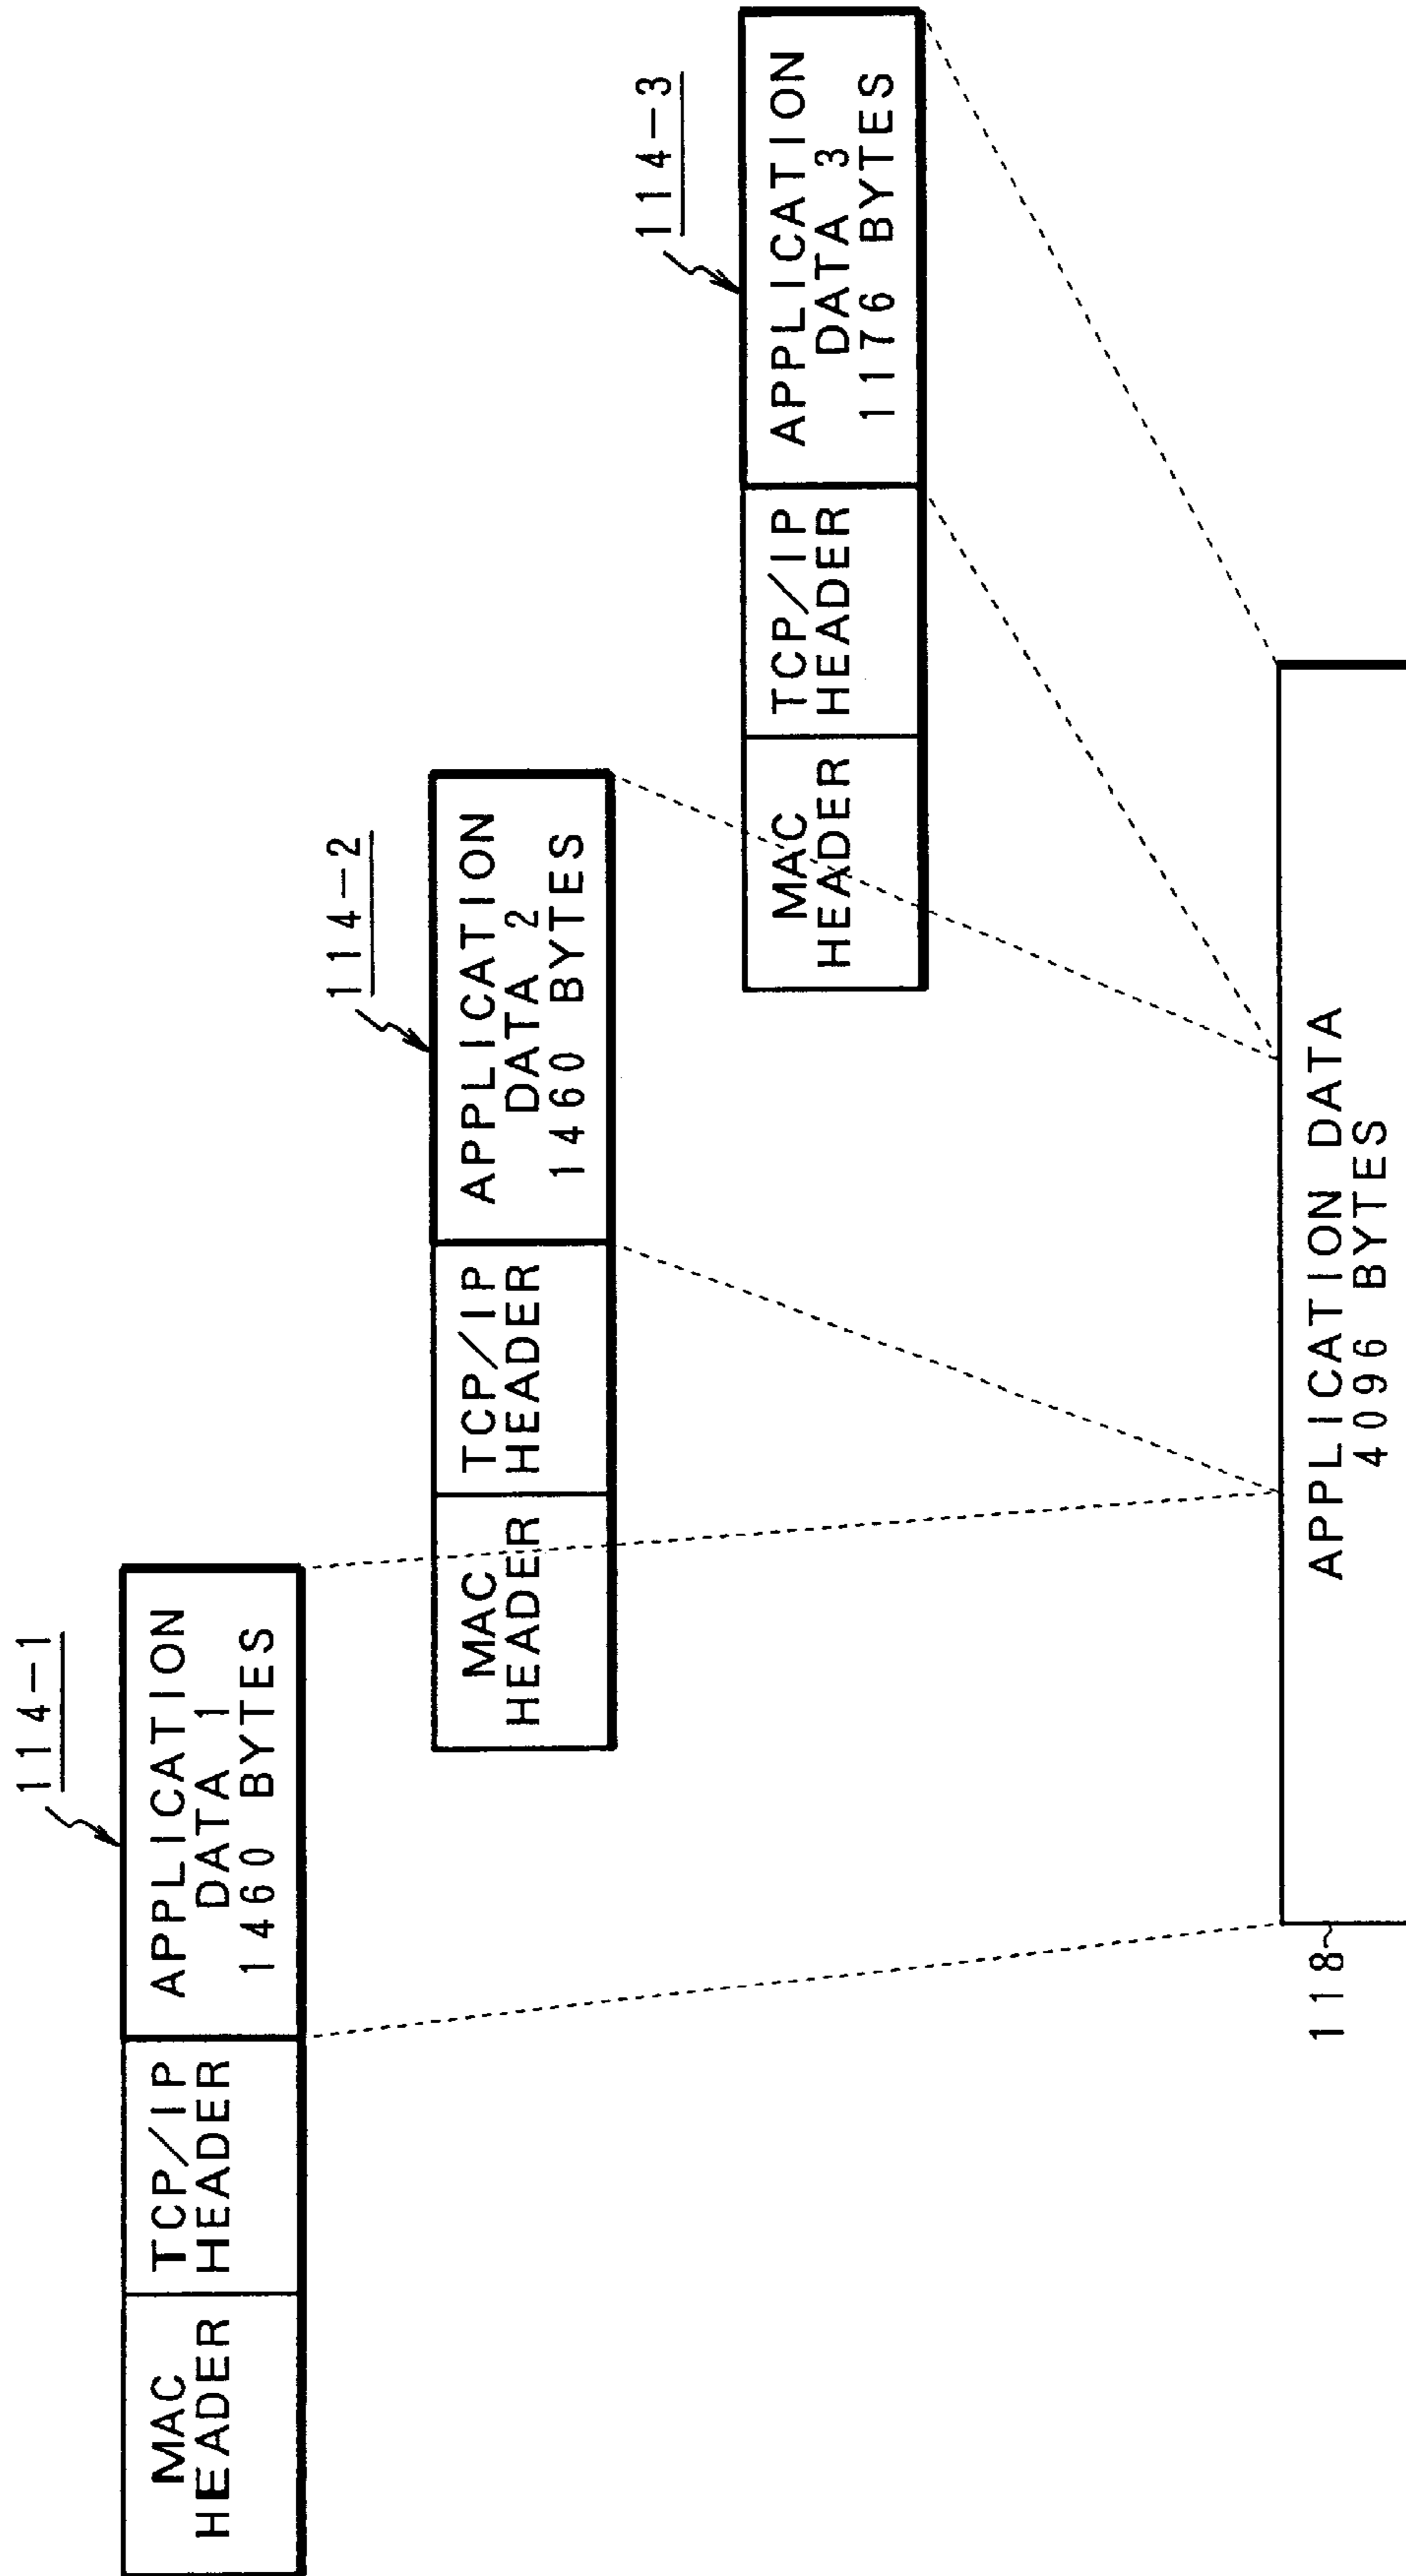 114-1
MAC
HEADER
TCP/IP
HEADER
APPLICATION
DATA 1
1460 BYTES
114-2
MAC
HEADER
TCP/IP
HEADER
APPLICATION
DATA 2
1460 BYTES
114-3
MAC
HEADER
TCP/IP
HEADER
APPLICATION
DATA 3
1176 BYTES
118
APPLICATION DATA
4096 BYTES